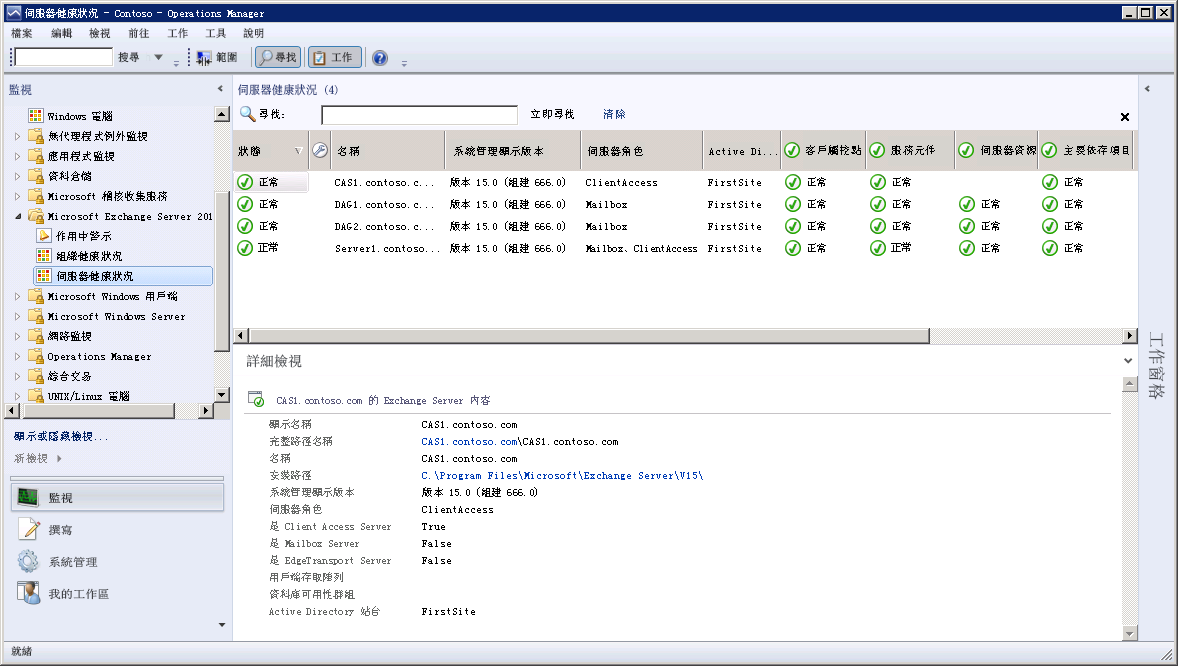 伺服器健康狀況 - Contoso - Operations Manager
檔案 編輯 檢視 前往 工作 工具 說明
搜尋 範圍 尋找 工作
監視
Windows 電腦
無代理程式例外監視
應用程式監視
資料倉儲
Microsoft 稽核收集服務
Microsoft Exchange Server 201
作用中警示
組織健康狀況
伺服器健康狀況
Microsoft Windows 用戶端
Microsoft Windows Server
網路監視
Operations Manager
綜合交易
UNIX/Linux 電腦
顯示或隱藏檢視...
新檢視
監視
撰寫
系統管理
我的工作區
伺服器健康狀況 (4)
尋找: 立即尋找 清除
狀態 名稱 系統管理顯示版本 伺服器角色 Active Di... 客戶觸控點 服務元件 伺服器資源 主要依存項目
正常 CAS1.contoso.c... 版本 15.0 (組建 666.0) ClientAccess FirstSite 正常 正常 正常
正常 DAG1.contoso.c... 版本 15.0 (組建 666.0) Mailbox FirstSite 正常 正常 正常 正常
正常 DAG2.contoso.c... 版本 15.0 (組建 666.0) Mailbox FirstSite 正常 正常 正常 正常
正常 Server1.contoso... 版本 15.0 (組建 666.0) Mailbox、ClientAccess FirstSite 正常 正常 正常 正常
詳細檢視
CAS1.contoso.com 的 Exchange Server 內容
顯示名稱 CAS1.contoso.com
完整路徑名稱 CAS1.contoso.com\CAS1.contoso.com
名稱 CAS1.contoso.com
安裝路徑 C:\Program Files\Microsoft\Exchange Server\V15\
系統管理顯示版本 版本 15.0 (組建 666.0)
伺服器角色 ClientAccess
是 Client Access Server True
是 Mailbox Server False
是 EdgeTransport Server False
用戶端存取陣列
資料庫可用性群組
Active Directory 站台 FirstSite
工作窗格
就緒